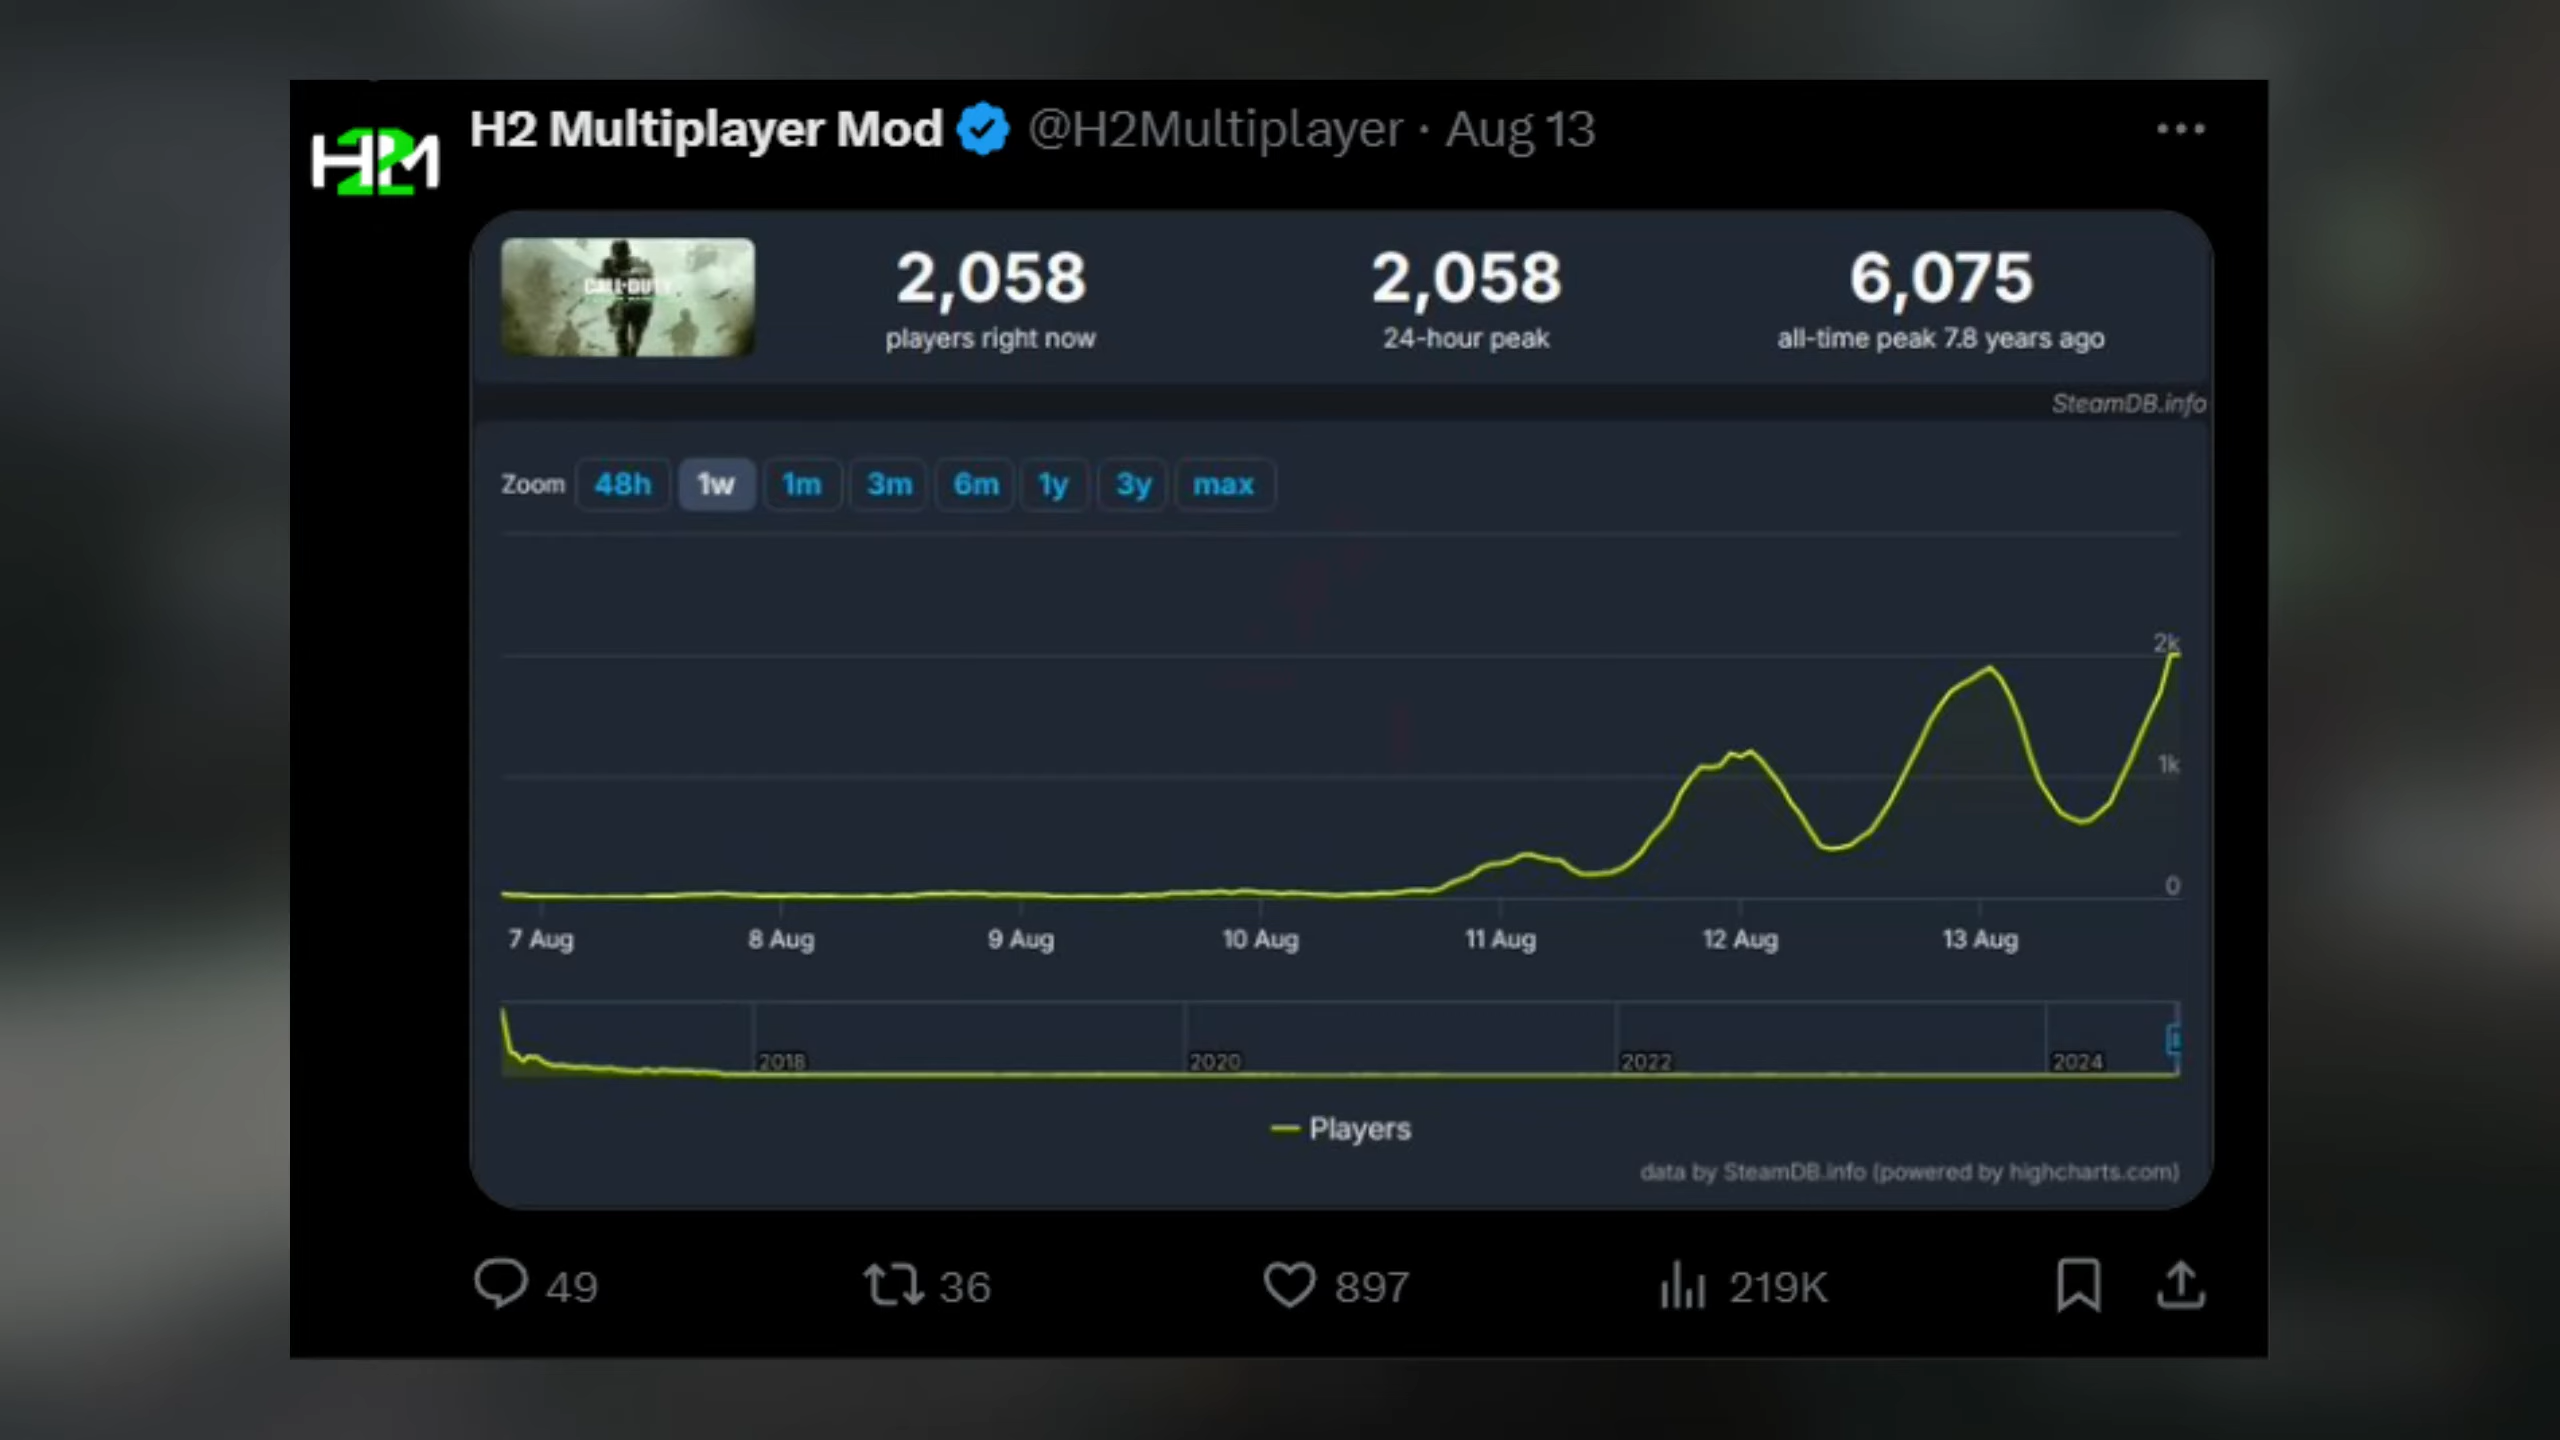 H2M
H2 Multiplayer Mod @H2Multiplayer · Aug 13
CALL·DUTY
2,058
players right now
2,058
24-hour peak
6,075
all-time peak 7.8 years ago
SteamDB.info
Zoom 48h 1w 1m 3m 6m 1y 3y max
2k
1k
0
7 Aug 8 Aug 9 Aug 10 Aug 11 Aug 12 Aug 13 Aug
2018 2020 2022 2024
Players
data by SteamDB.info (powered by highcharts.com)
49 36 897 219K